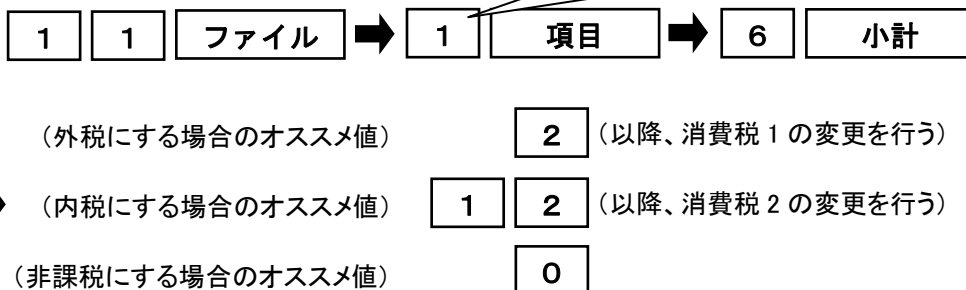 1 1 ファイル ➡ 1 項目 ➡ 6 小計
（外税にする場合のオススメ値） 2 （以降、消費税１の変更を行う）
（内税にする場合のオススメ値） 1 2 （以降、消費税２の変更を行う）
（非課税にする場合のオススメ値） 0